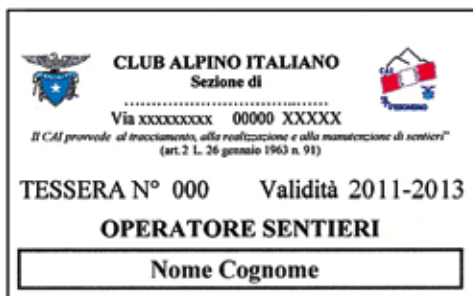 CLUB ALPINO ITALIANO
Sezione di
.......................................
Via xxxxxxxxx 00000 XXXXX
Il CAI provvede al tracciamento, alla realizzazione e alla manutenzione di sentieri"
(art. 2 L. 26 gennaio 1963 n. 91)
CAI
TESSERA N° 000 Validità 2011-2013
OPERATORE SENTIERI
Nome Cognome